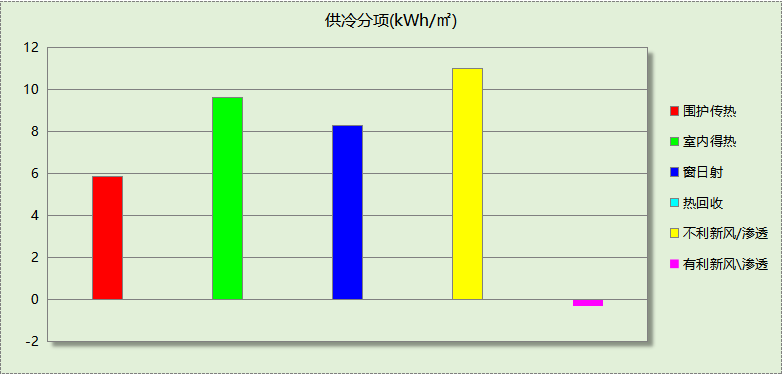 供冷分项(kWh/㎡)
12
10
8
6
4
2
0
-2
围护传热
室内得热
窗日射
热回收
不利新风/渗透
有利新风\渗透